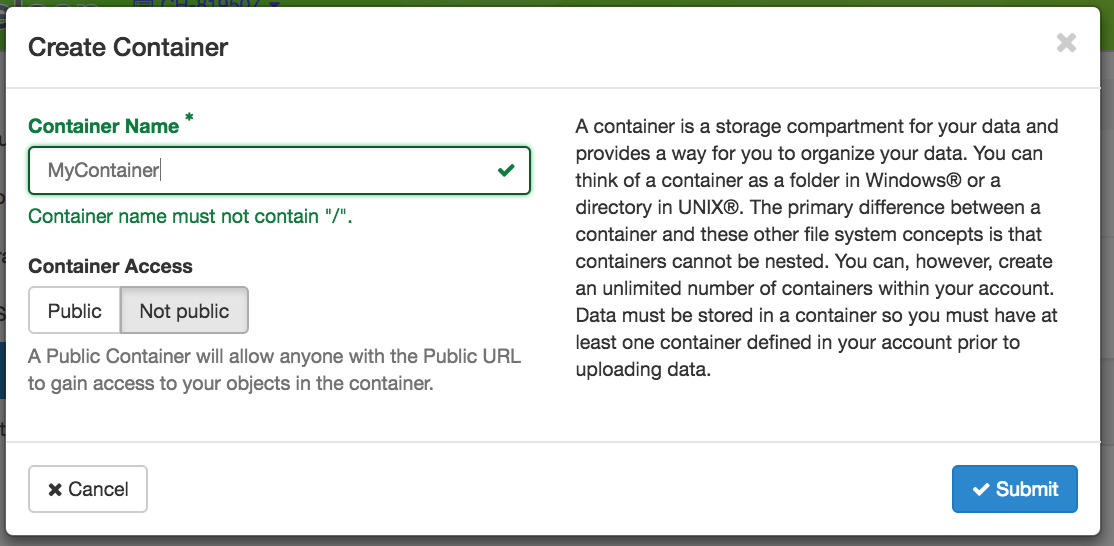 Create Container
Container Name *
MyContainer
Container name must not contain "/".
Container Access
Public
Not public
A Public Container will allow anyone with the Public URL
to gain access to your objects in the container.
A container is a storage compartment for your data and
provides a way for you to organize your data. You can
think of a container as a folder in Windows® or a
directory in UNIX®. The primary difference between a
container and these other file system concepts is that
containers cannot be nested. You can, however, create
an unlimited number of containers within your account.
Data must be stored in a container so you must have at
least one container defined in your account prior to
uploading data.
Cancel
Submit